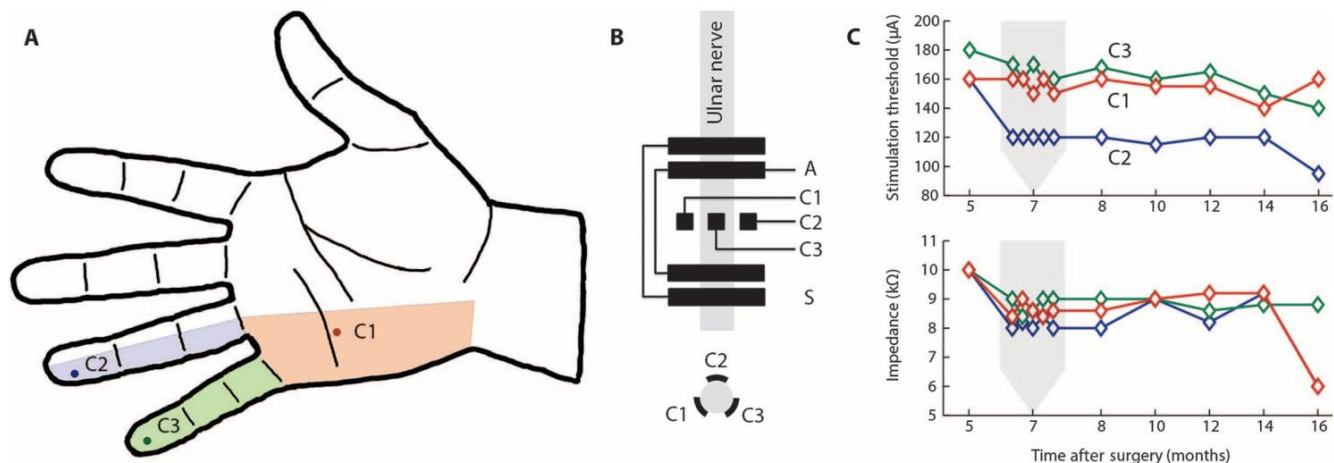 A
C1
C2
C3
B
Ulnar nerve
A
C1
C2
C3
S
C2
C1
C3
C
Stimulation threshold (µA)
200
180
160
140
120
100
80
C3
C1
C2
5
7
8
10
12
14
16
Impedance (kΩ)
11
10
9
8
7
6
5
5
7
8
10
12
14
16
Time after surgery (months)